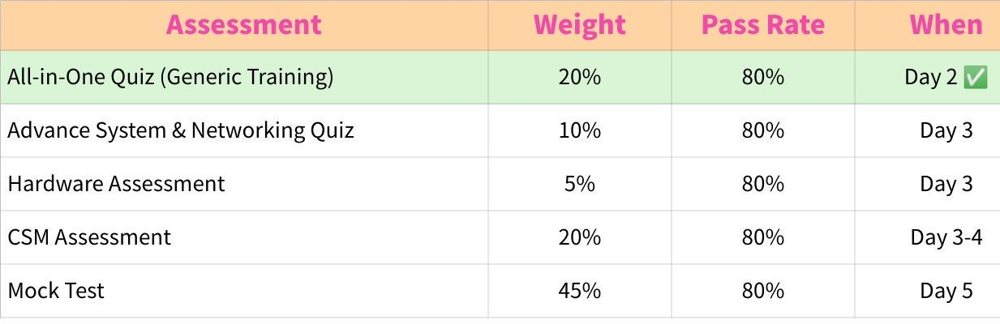 Assessment Weight Pass Rate When
All-in-One Quiz (Generic Training) 20% 80% Day 2 ✅
Advance System & Networking Quiz 10% 80% Day 3
Hardware Assessment 5% 80% Day 3
CSM Assessment 20% 80% Day 3-4
Mock Test 45% 80% Day 5